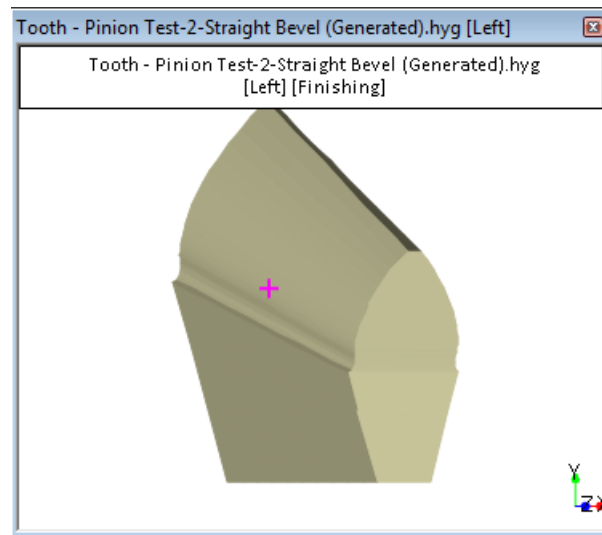 Tooth - Pinion Test-2-Straight Bevel (Generated).hyg [Left]
Tooth - Pinion Test-2-Straight Bevel (Generated).hyg
[Left] [Finishing]
Y
Z X